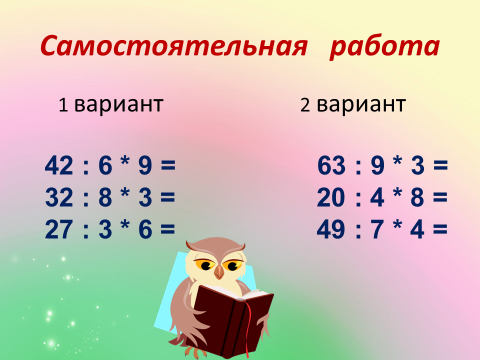 Самостоятельная работа
1 вариант
2 вариант
42 : 6 * 9 =
63 : 9 * 3 =
32 : 8 * 3 =
20 : 4 * 8 =
27 : 3 * 6 =
49 : 7 * 4 =